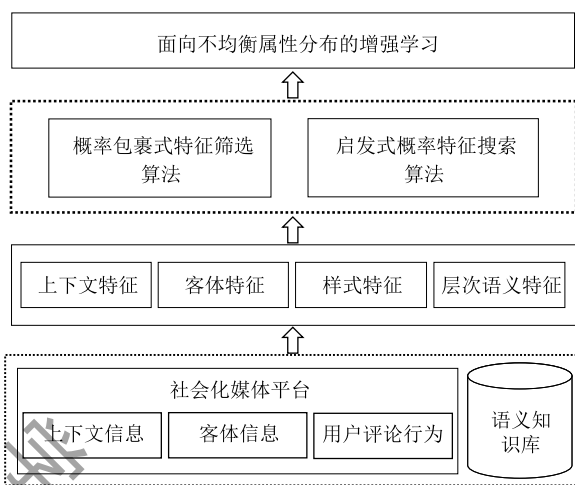 面向不均衡属性分布的增强学习
概率包裹式特征筛选
算法
启发式概率特征搜索
算法
上下文特征
客体特征
样式特征
层次语义特征
社会化媒体平台
上下文信息
客体信息
用户评论行为
语义知
识库